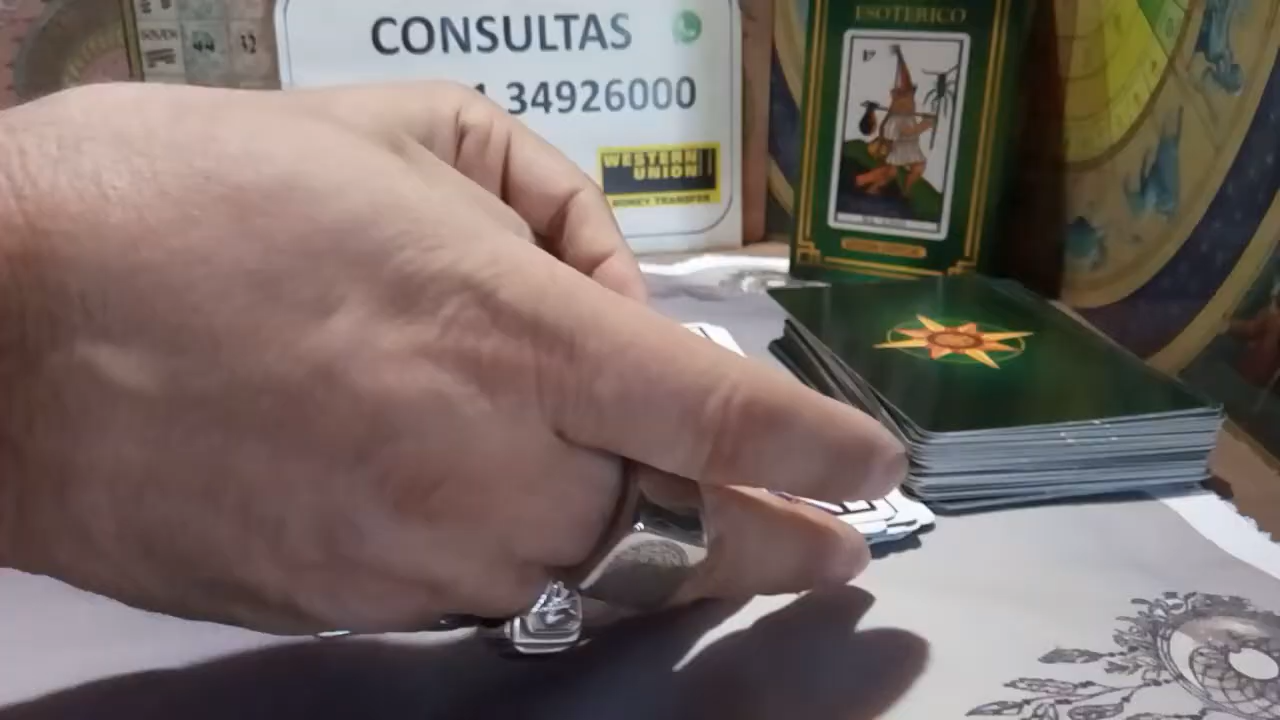 CONSULTAS
34926000
WESTERN
UNION
MONEY TRANSFER
ESOTERICO